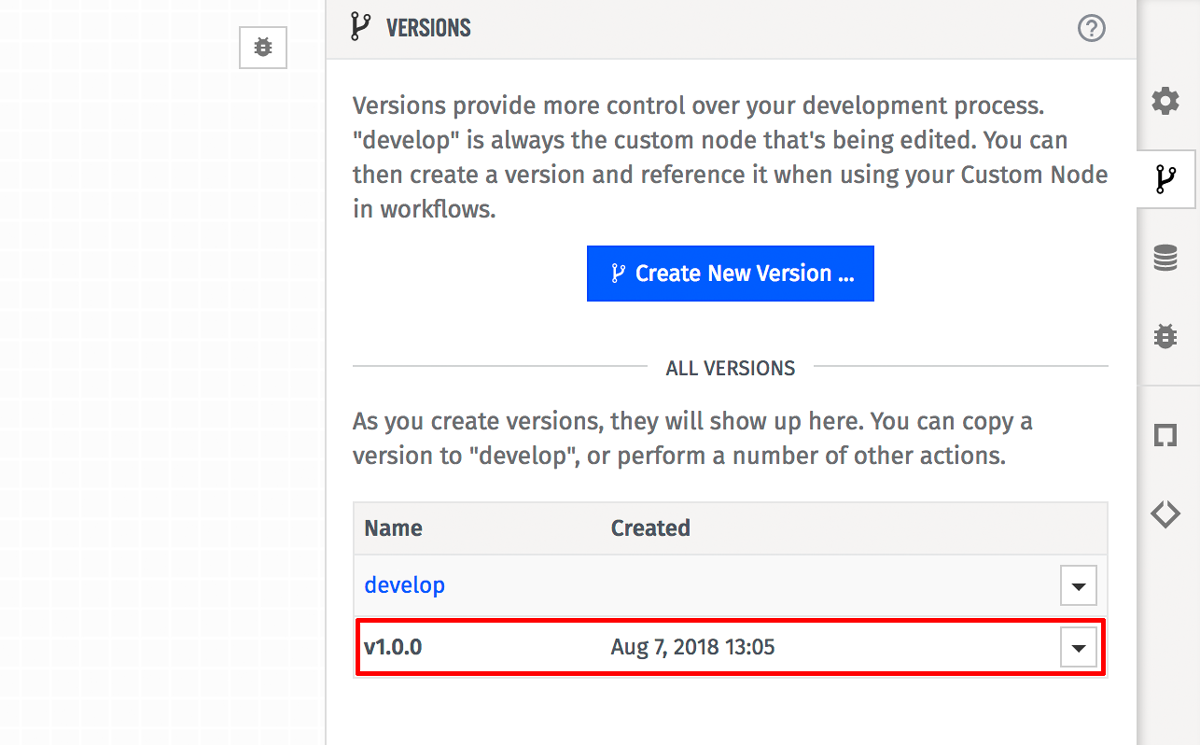 VERSIONS
Versions provide more control over your development process.
"develop" is always the custom node that's being edited. You can
then create a version and reference it when using your Custom Node
in workflows.
Create New Version ...
ALL VERSIONS
As you create versions, they will show up here. You can copy a
version to "develop", or perform a number of other actions.
Name Created
develop
v1.0.0 Aug 7, 2018 13:05